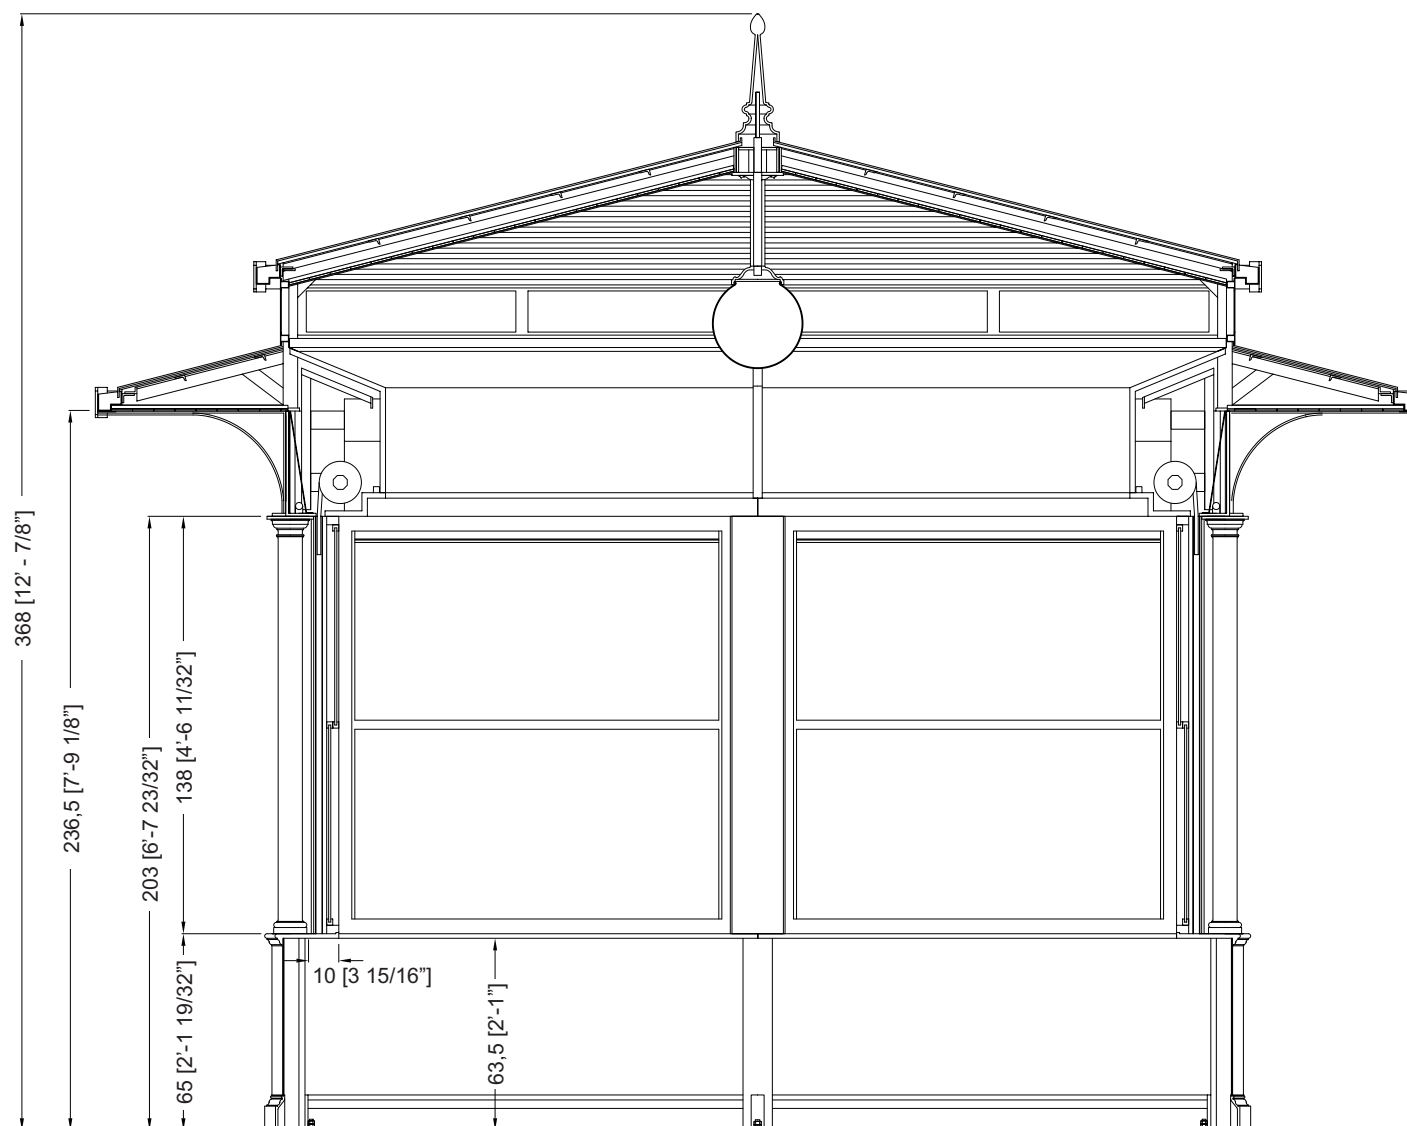 368 [12' - 7/8”]
236,5 [7'-9 1/8”]
203 [6'-7 23/32”]
138 [4'-6 11/32”]
65 [2'-1 19/32”]
10 [3 15/16”]
63,5 [2'-1”]